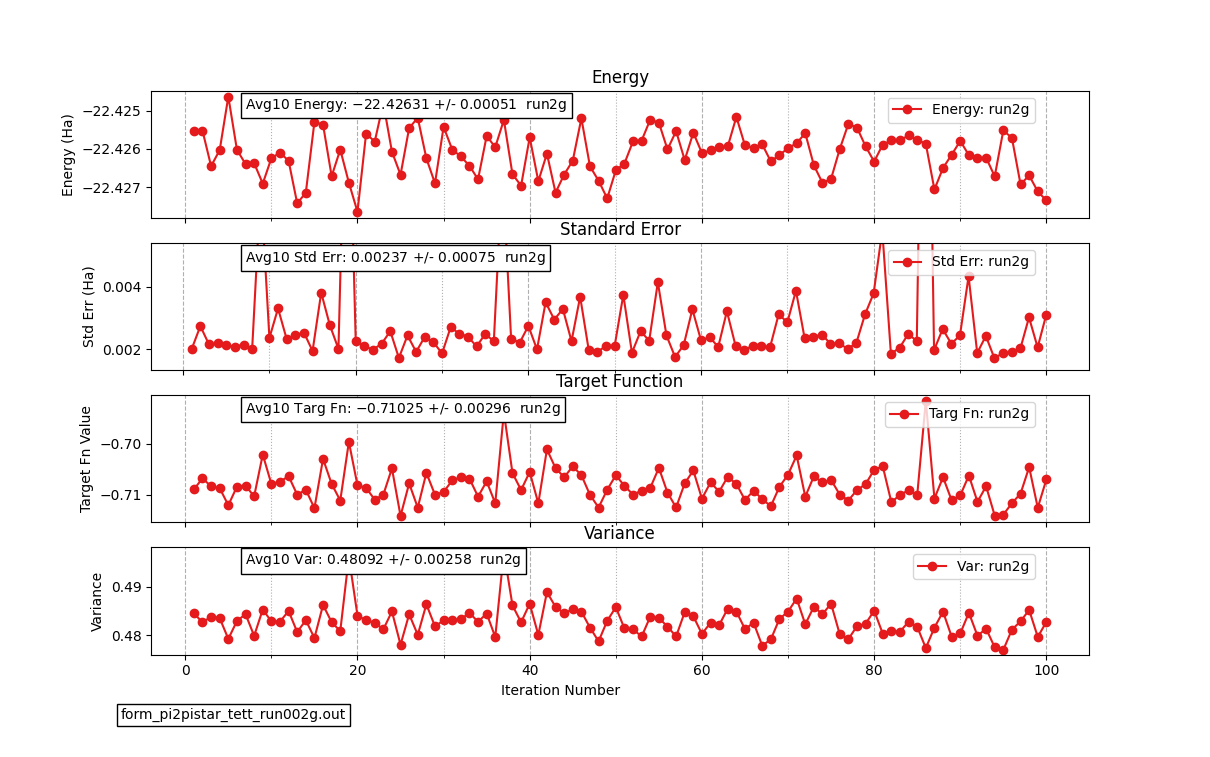 Energy
Energy (Ha)
−22.425
−22.426
−22.427
Avg10 Energy: −22.42631 +/- 0.00051  run2g
Energy: run2g
Standard Error
Std Err (Ha)
0.004
0.002
Avg10 Std Err: 0.00237 +/- 0.00075  run2g
Std Err: run2g
Target Function
Target Fn Value
−0.70
−0.71
Avg10 Targ Fn: −0.71025 +/- 0.00296  run2g
Targ Fn: run2g
Variance
Variance
0.49
0.48
Avg10 Var: 0.48092 +/- 0.00258  run2g
Var: run2g
0 20 40 60 80 100
Iteration Number
form_pi2pistar_tett_run002g.out